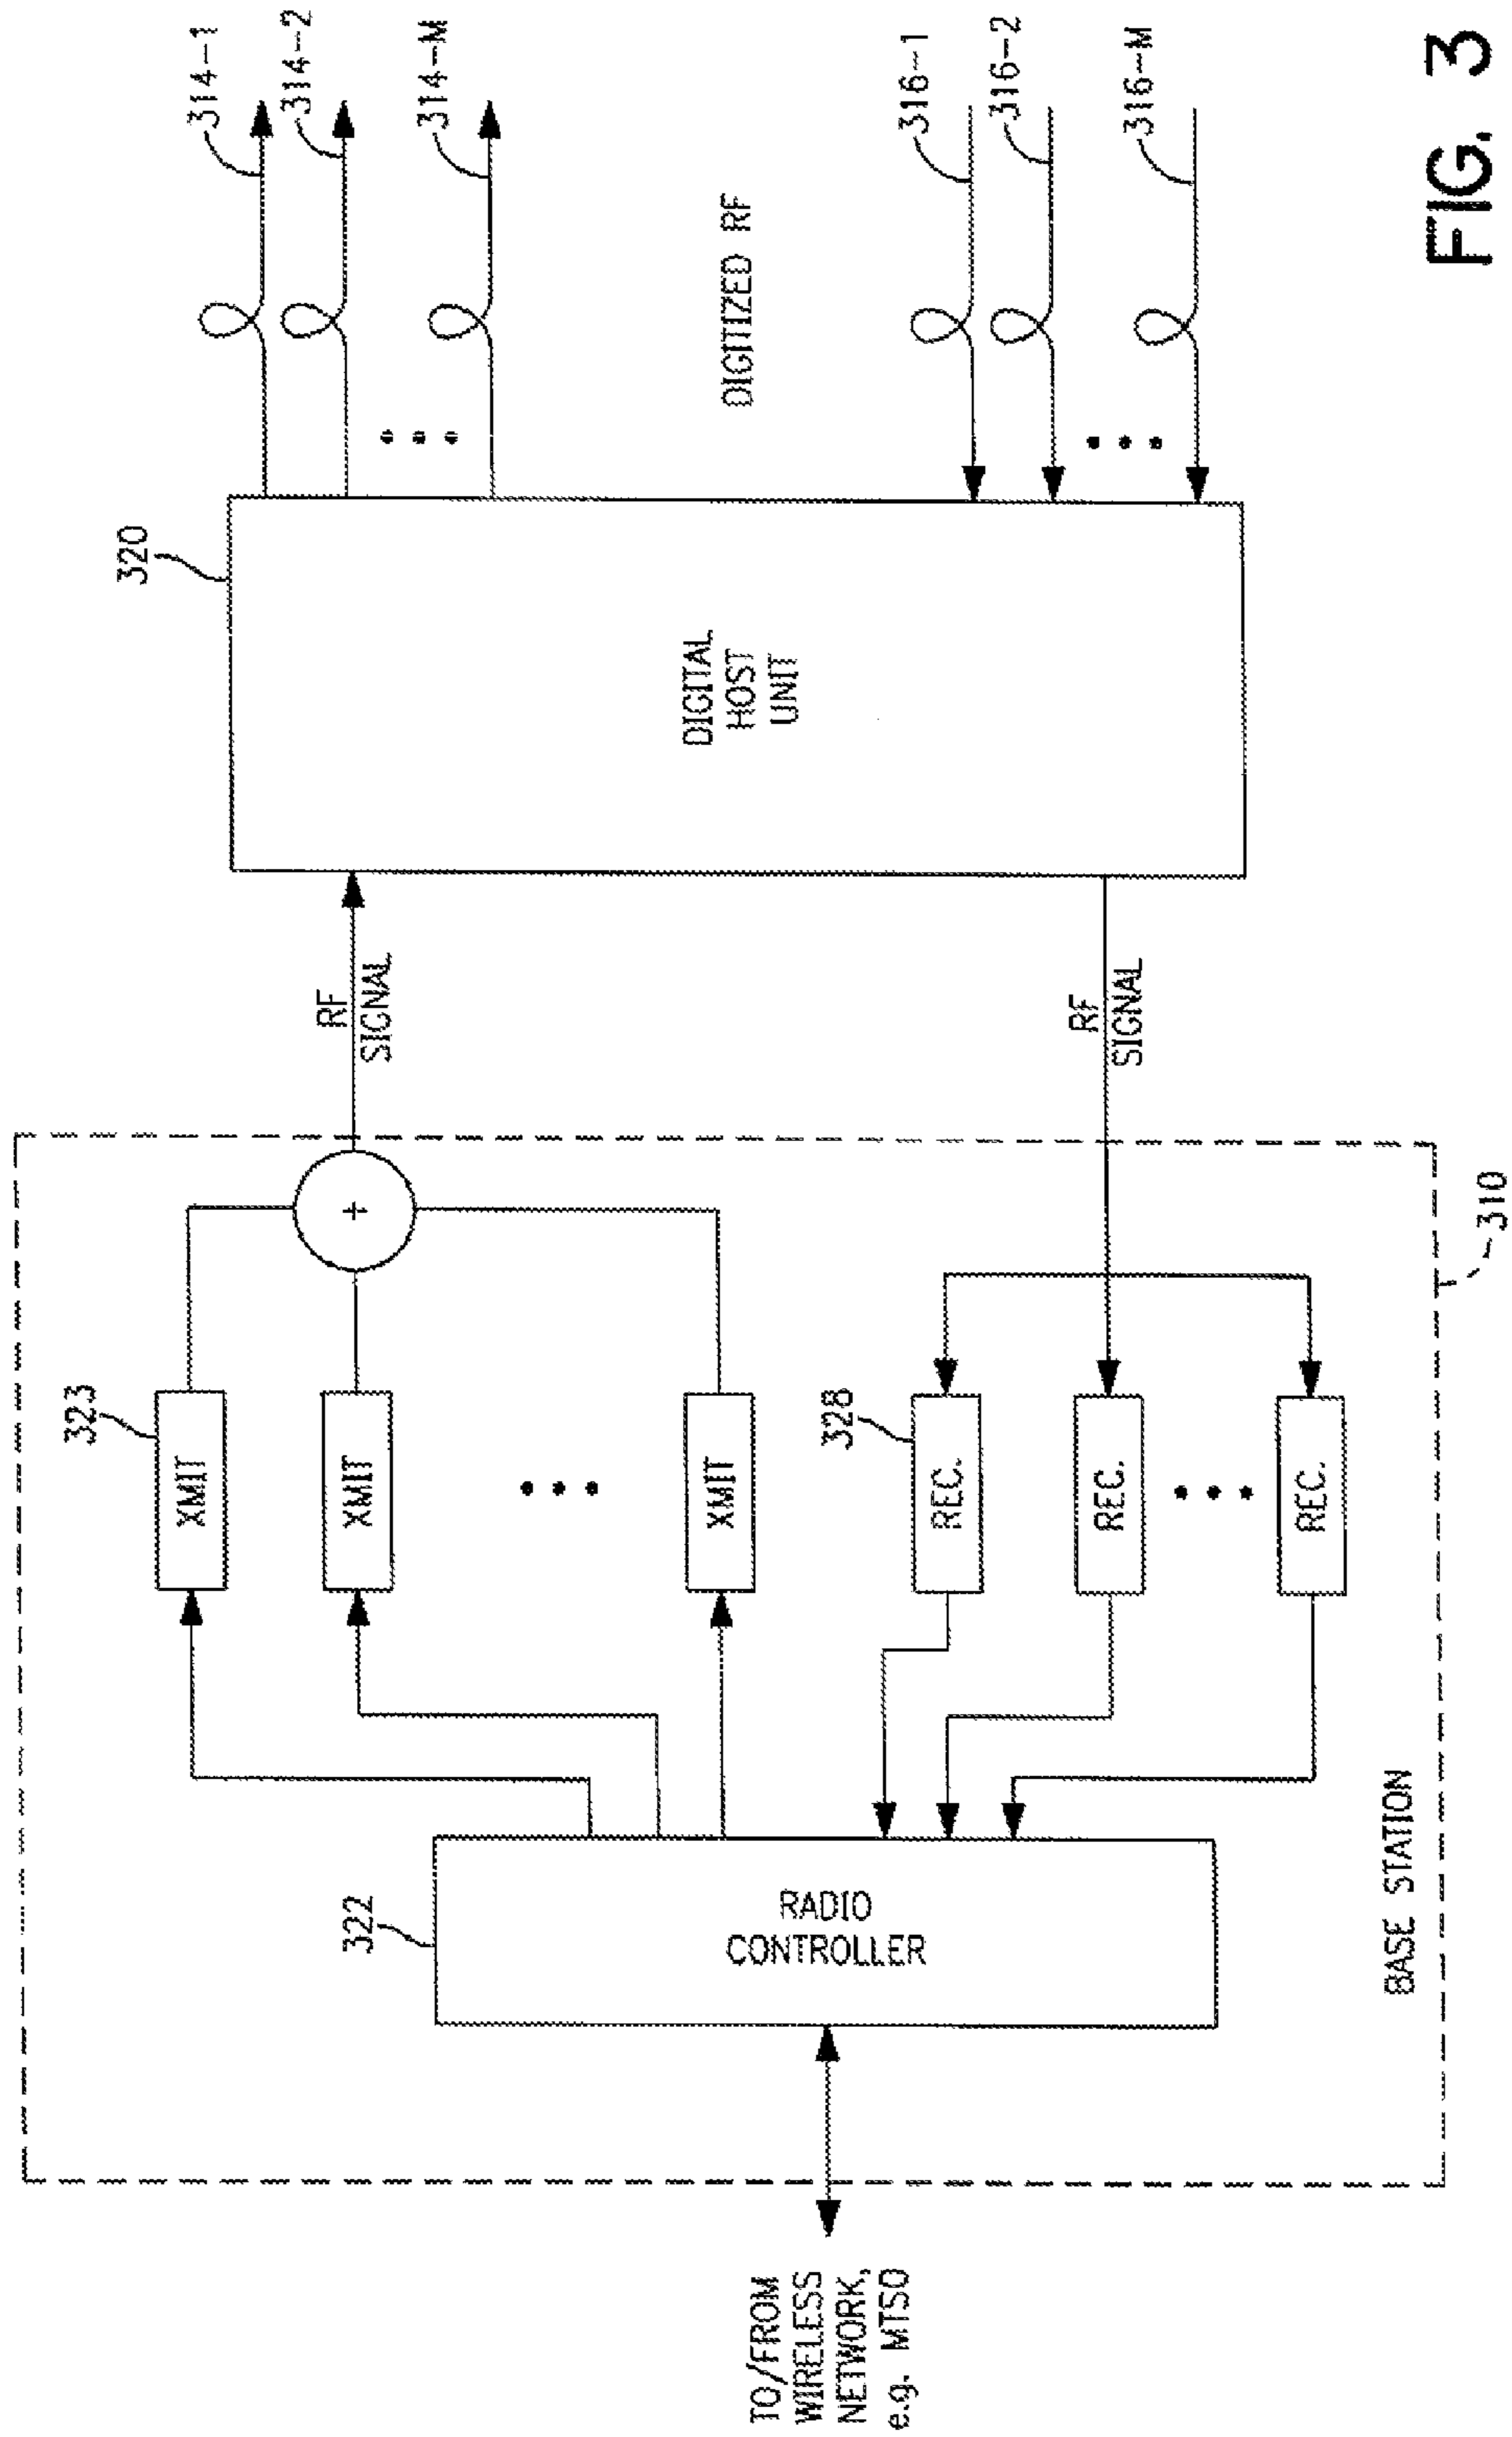 314-1
314-2
314-M
DIGITIZED RF
316-1
316-2
316-M
320
DIGITAL
HOST
UNIT
RF
SIGNAL
RF
SIGNAL
323
XMIT
XMIT
XMIT
328
REC.
REC.
REC.
310
322
RADIO
CONTROLLER
BASE STATION
TO/FROM
WIRELESS
NETWORK,
e.g. MTSO
+
FIG. 3